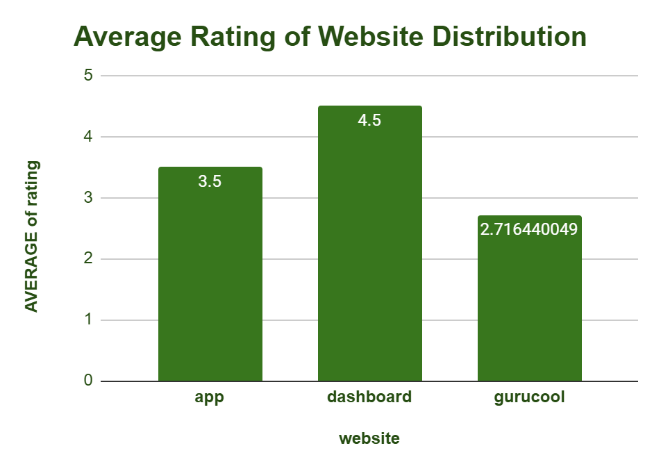 Average Rating of Website Distribution
AVERAGE of rating
5
4
3
2
1
0
3.5
4.5
2.716440049
app dashboard gurucool
website